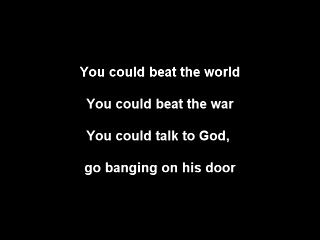 You could beat the world
You could beat the war
You could talk to God,
go banging on his door